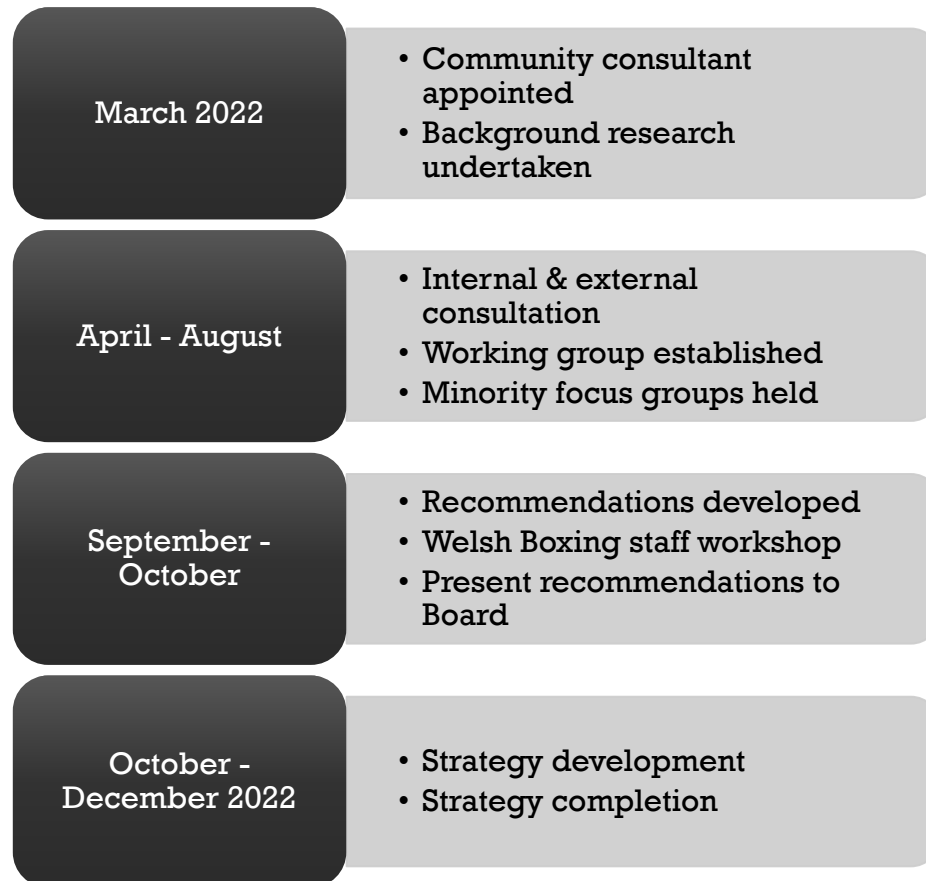 March 2022
• Community consultant
appointed
• Background research
undertaken
April - August
• Internal & external
consultation
• Working group established
• Minority focus groups held
September -
October
• Recommendations developed
• Welsh Boxing staff workshop
• Present recommendations to
Board
October -
December 2022
• Strategy development
• Strategy completion